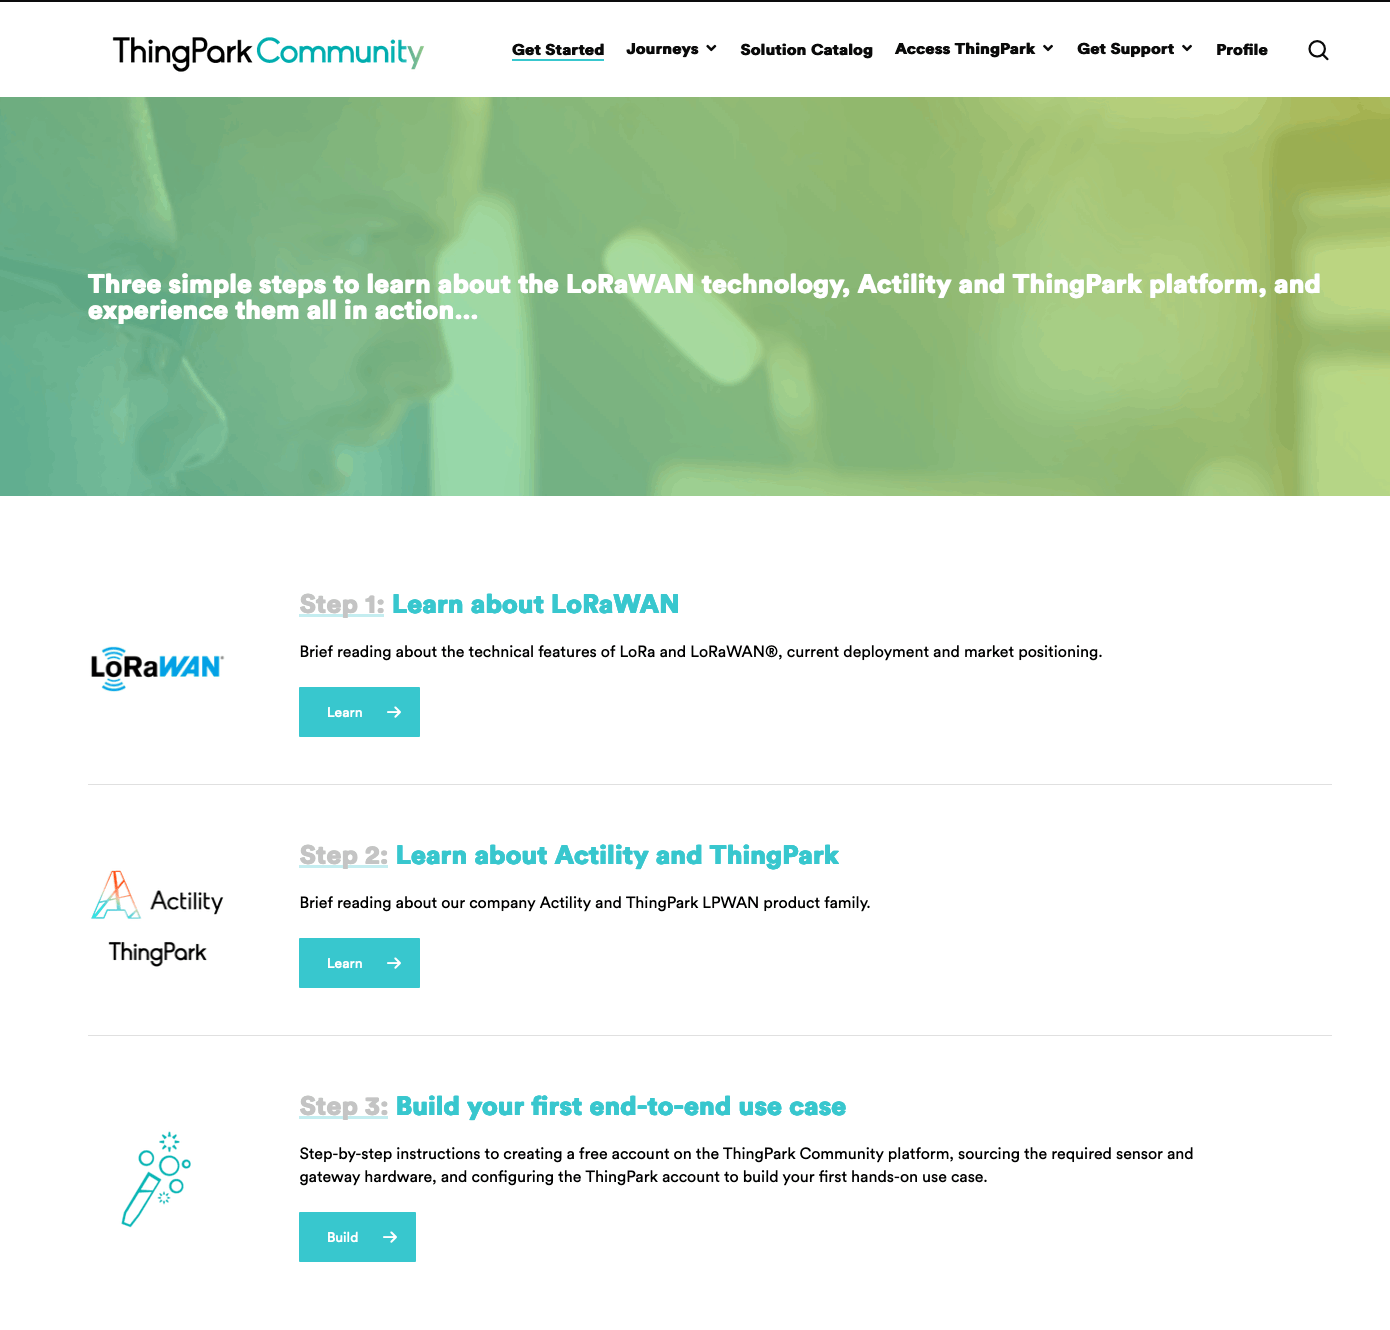 ThingPark Community
Get Started Journeys Solution Catalog Access ThingPark Get Support Profile
Three simple steps to learn about the LoRaWAN technology, Actility and ThingPark platform, and
experience them all in action...
Step 1: Learn about LoRaWAN
Brief reading about the technical features of LoRa and LoRaWAN®, current deployment and market positioning.
LoRaWAN®
Learn
Step 2: Learn about Actility and ThingPark
Brief reading about our company Actility and ThingPark LPWAN product family.
Actility
ThingPark
Learn
Step 3: Build your first end-to-end use case
Step-by-step instructions to creating a free account on the ThingPark Community platform, sourcing the required sensor and
gateway hardware, and configuring the ThingPark account to build your first hands-on use case.
Build